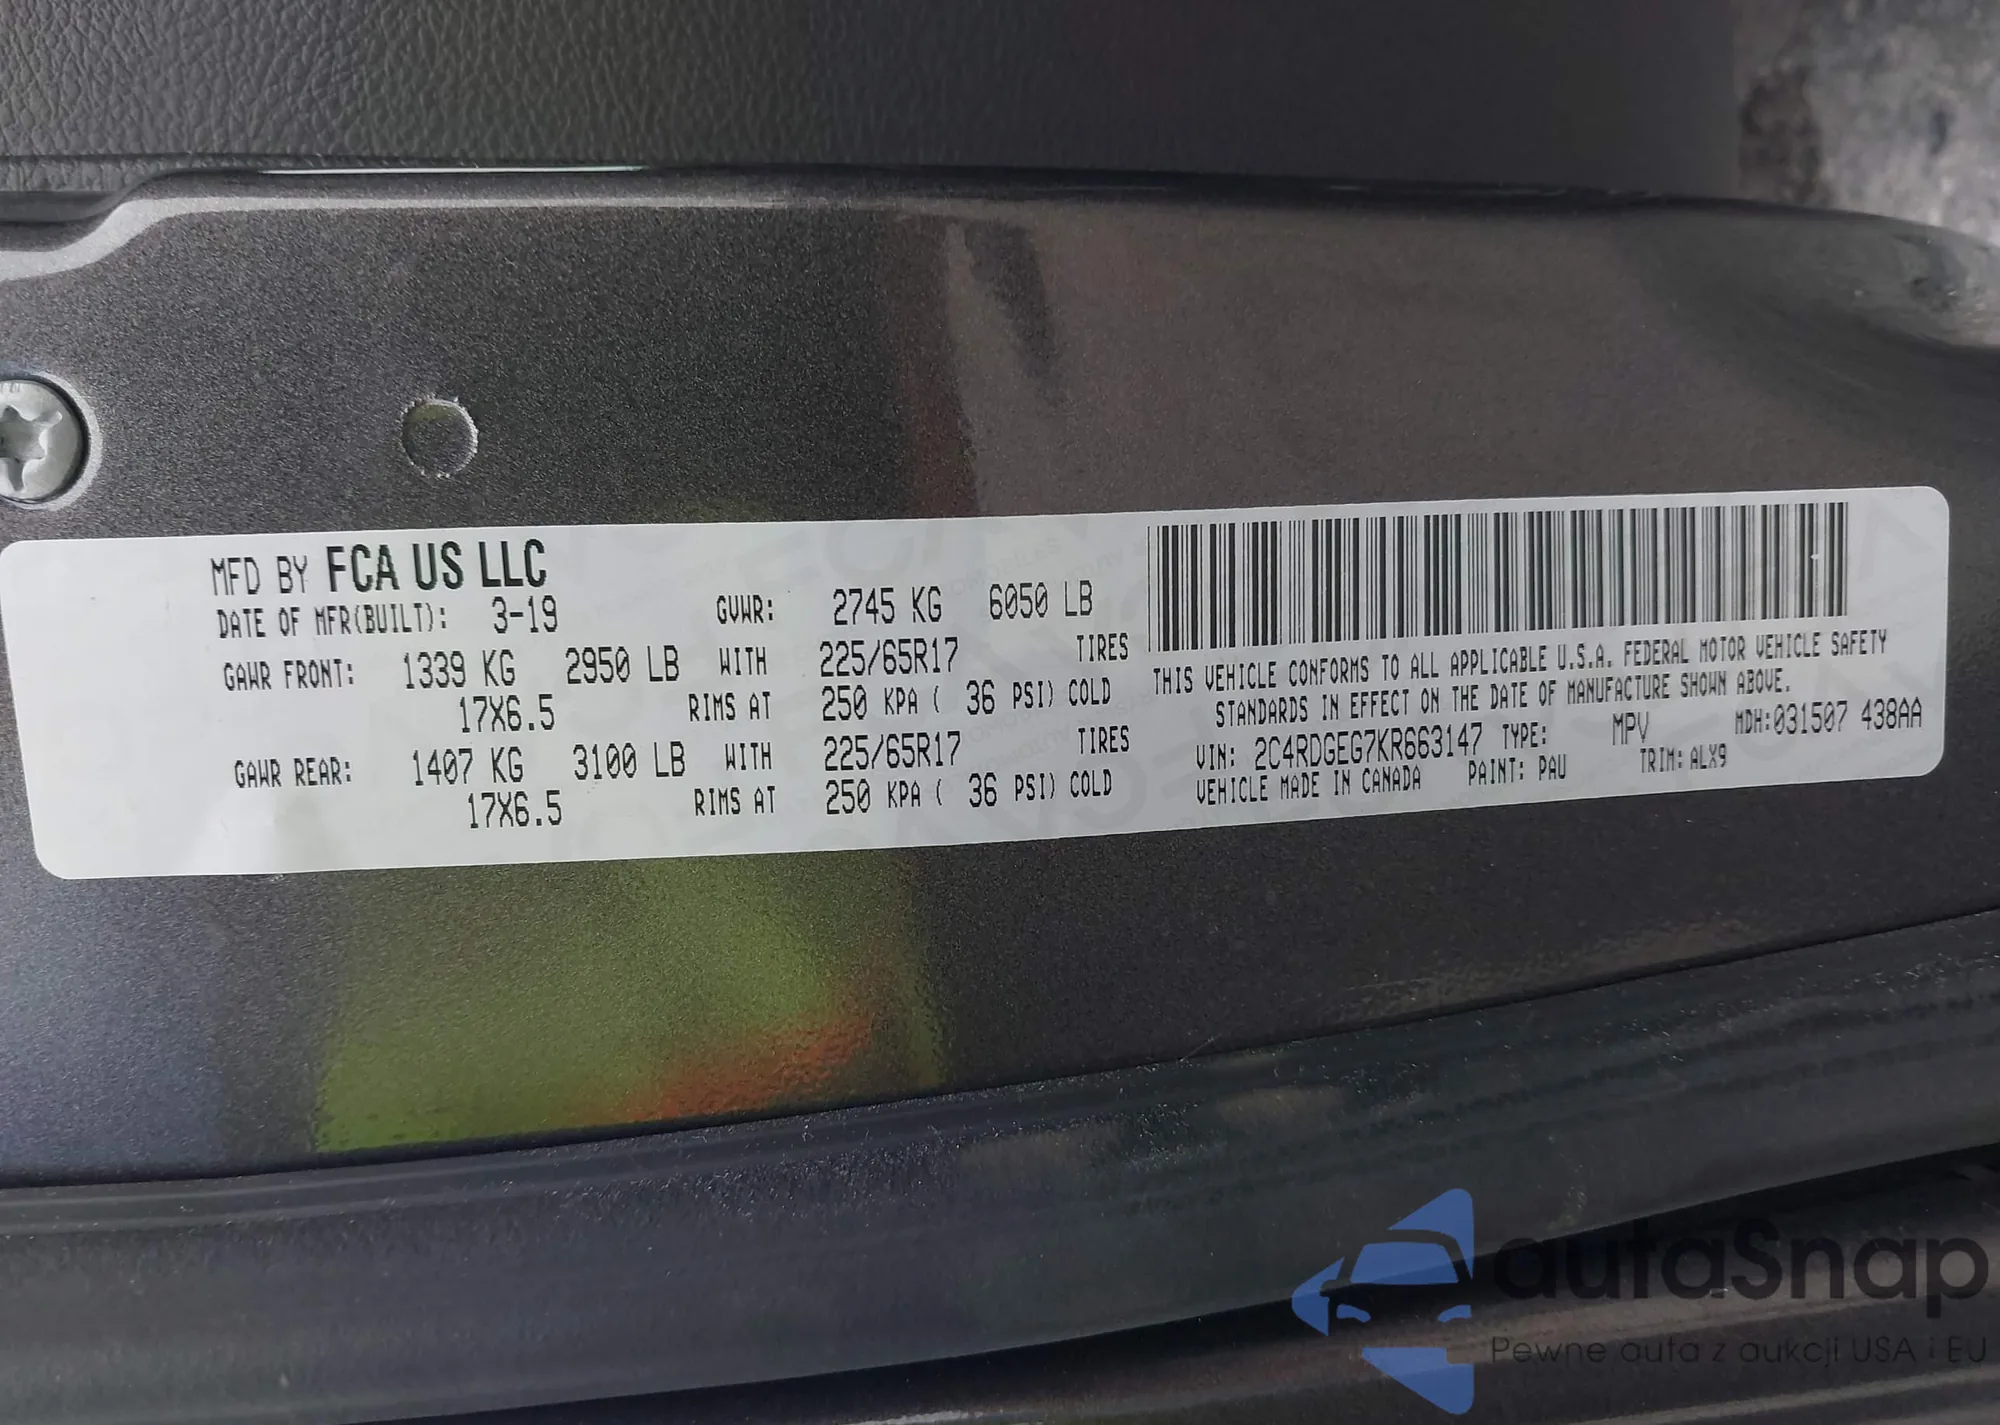 MFD BY FCA US LLC
DATE OF MFR(BUILT): 3-19 GVWR: 2745 KG 6050 LB
GAWR FRONT: 1339 KG 2950 LB WITH 225/65R17 TIRES
17X6.5 RIMS AT 250 KPA ( 36 PSI) COLD
GAWR REAR: 1407 KG 3100 LB WITH 225/65R17 TIRES
17X6.5 RIMS AT 250 KPA ( 36 PSI) COLD
THIS VEHICLE CONFORMS TO ALL APPLICABLE U.S.A. FEDERAL MOTOR VEHICLE SAFETY
STANDARDS IN EFFECT ON THE DATE OF MANUFACTURE SHOWN ABOVE.
VIN: 2C4RDGEG7KR663147 TYPE: MPV MDH:031507 438AA
VEHICLE MADE IN CANADA PAINT: PAU TRIM: ALX9
autaSnap
Pewne auta z aukcji USA i EU